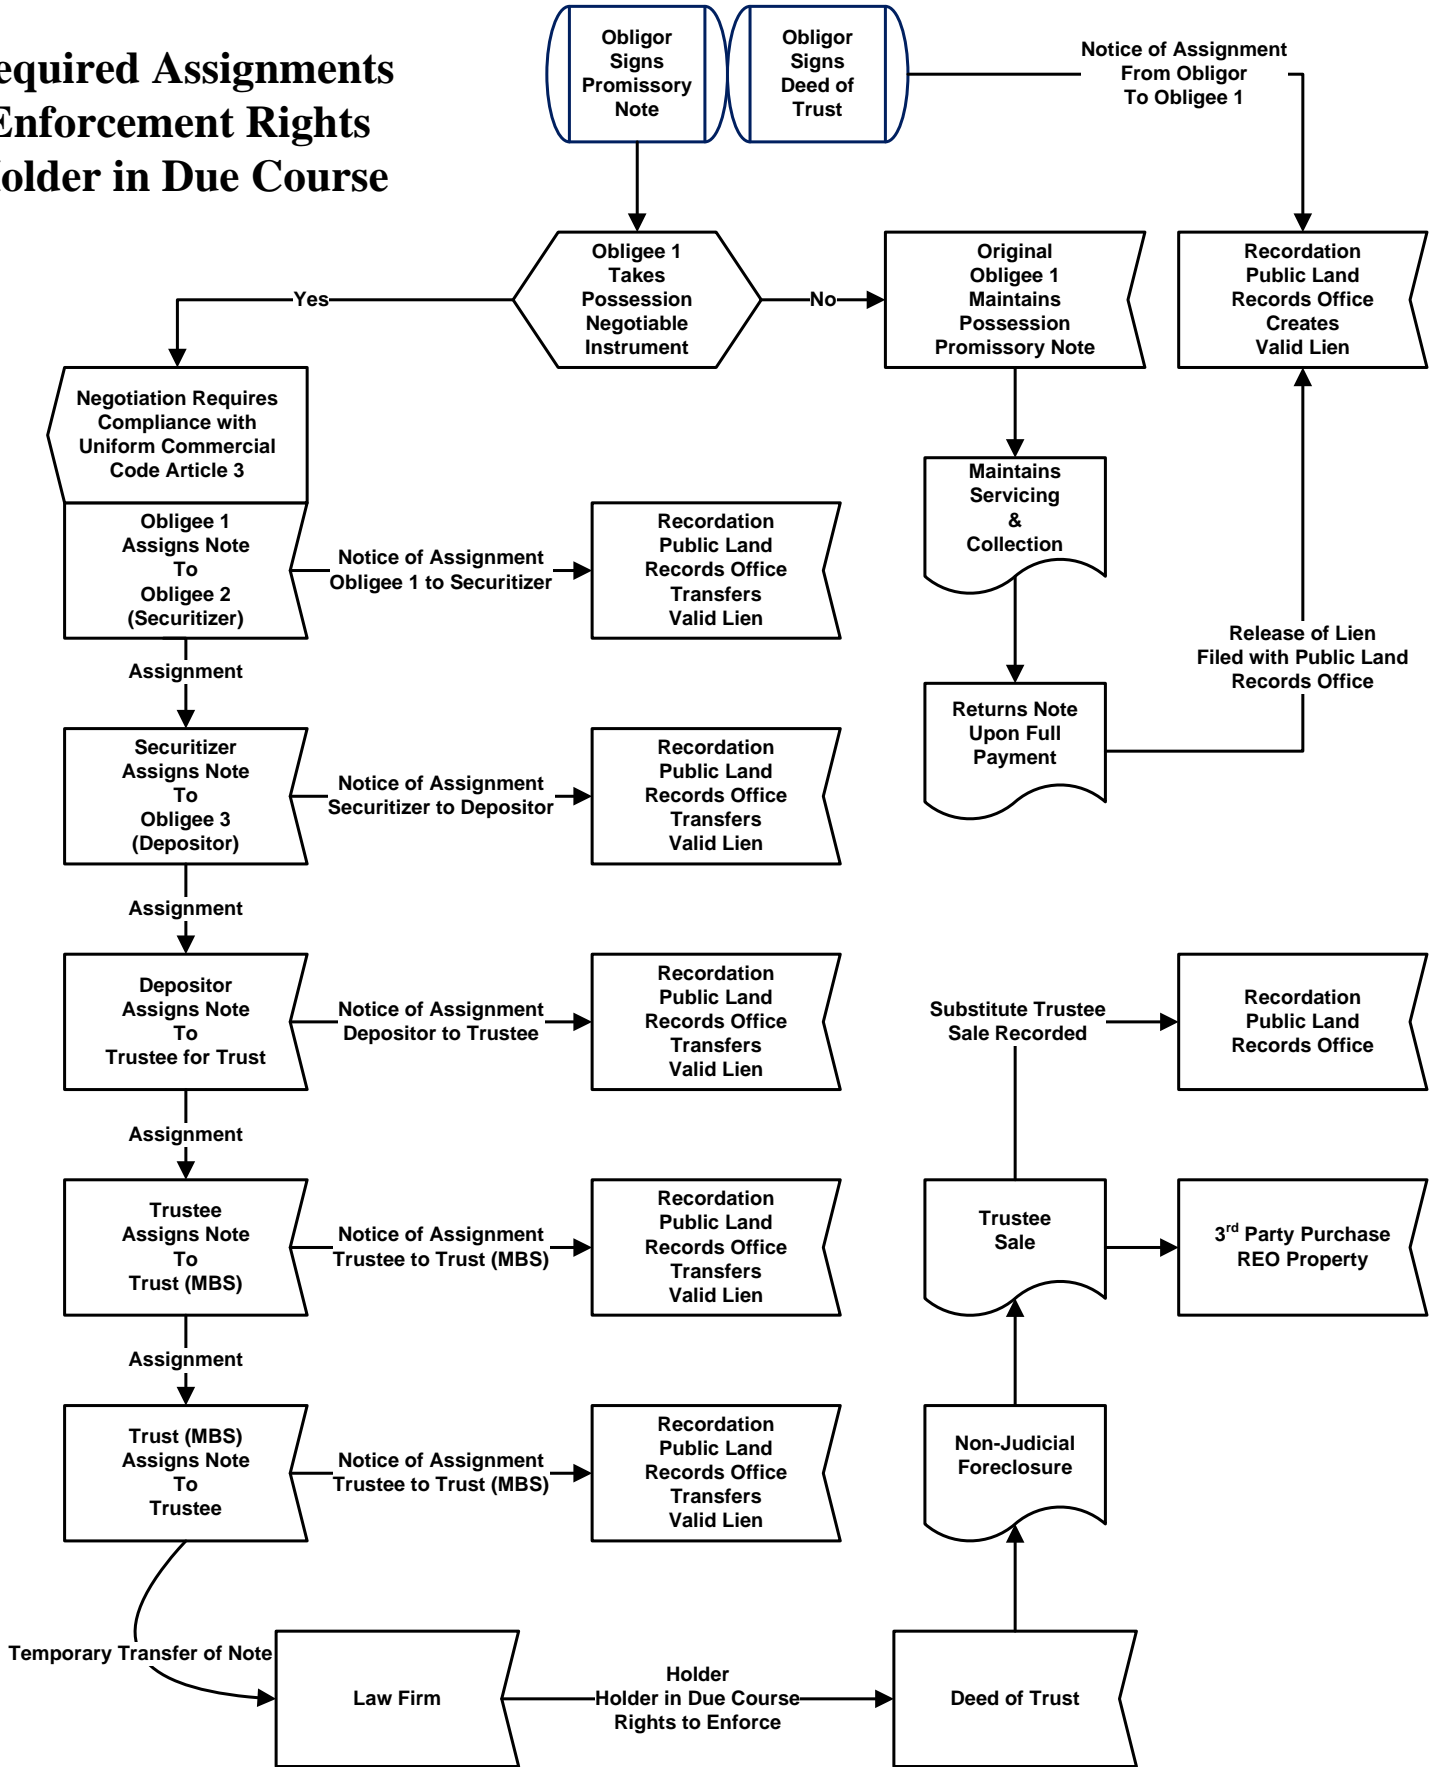 equired Assignments
Enforcement Rights
older in Due Course
Obligor
Signs
Promissory
Note
Obligor
Signs
Deed of
Trust
Notice of Assignment
From Obligor
To Obligee 1
Obligee 1
Takes
Possession
Negotiable
Instrument
Yes
No
Original
Obligee 1
Maintains
Possession
Promissory Note
Recordation
Public Land
Records Office
Creates
Valid Lien
Negotiation Requires
Compliance with
Uniform Commercial
Code Article 3
Obligee 1
Assigns Note
To
Obligee 2
(Securitizer)
Notice of Assignment
Obligee 1 to Securitizer
Recordation
Public Land
Records Office
Transfers
Valid Lien
Maintains
Servicing
&
Collection
Assignment
Release of Lien
Filed with Public Land
Records Office
Securitizer
Assigns Note
To
Obligee 3
(Depositor)
Notice of Assignment
Securitizer to Depositor
Recordation
Public Land
Records Office
Transfers
Valid Lien
Returns Note
Upon Full
Payment
Assignment
Depositor
Assigns Note
To
Trustee for Trust
Notice of Assignment
Depositor to Trustee
Recordation
Public Land
Records Office
Transfers
Valid Lien
Substitute Trustee
Sale Recorded
Recordation
Public Land
Records Office
Assignment
Trustee
Assigns Note
To
Trust (MBS)
Notice of Assignment
Trustee to Trust (MBS)
Recordation
Public Land
Records Office
Transfers
Valid Lien
Trustee
Sale
3rd Party Purchase
REO Property
Assignment
Trust (MBS)
Assigns Note
To
Trustee
Notice of Assignment
Trustee to Trust (MBS)
Recordation
Public Land
Records Office
Transfers
Valid Lien
Non-Judicial
Foreclosure
Temporary Transfer of Note
Law Firm
Holder
Holder in Due Course
Rights to Enforce
Deed of Trust